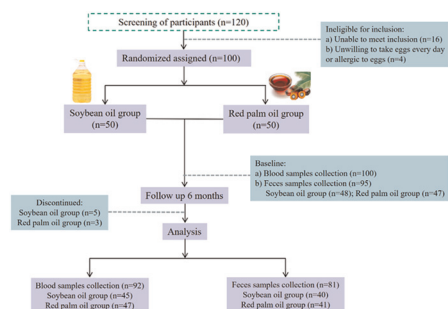 Screening of participants (n=120)
Ineligible for inclusion:
a) Unable to meet inclusion (n=16)
b) Unwilling to take eggs every day
or allergic to eggs (n=4)
Randomized assigned (n=100)
Soybean oil group
(n=50)
Red palm oil group
(n=50)
Baseline:
a) Blood samples collection (n=100)
b) Feces samples collection (n=95)
Soybean oil group (n=48); Red palm oil group (n=47)
Follow up 6 months
Discontinued:
Soybean oil group (n=5)
Red palm oil group (n=3)
Analysis
Blood samples collection (n=92)
Soybean oil group (n=45)
Red palm oil group (n=47)
Feces samples collection (n=81)
Soybean oil group (n=40)
Red palm oil group (n=41)